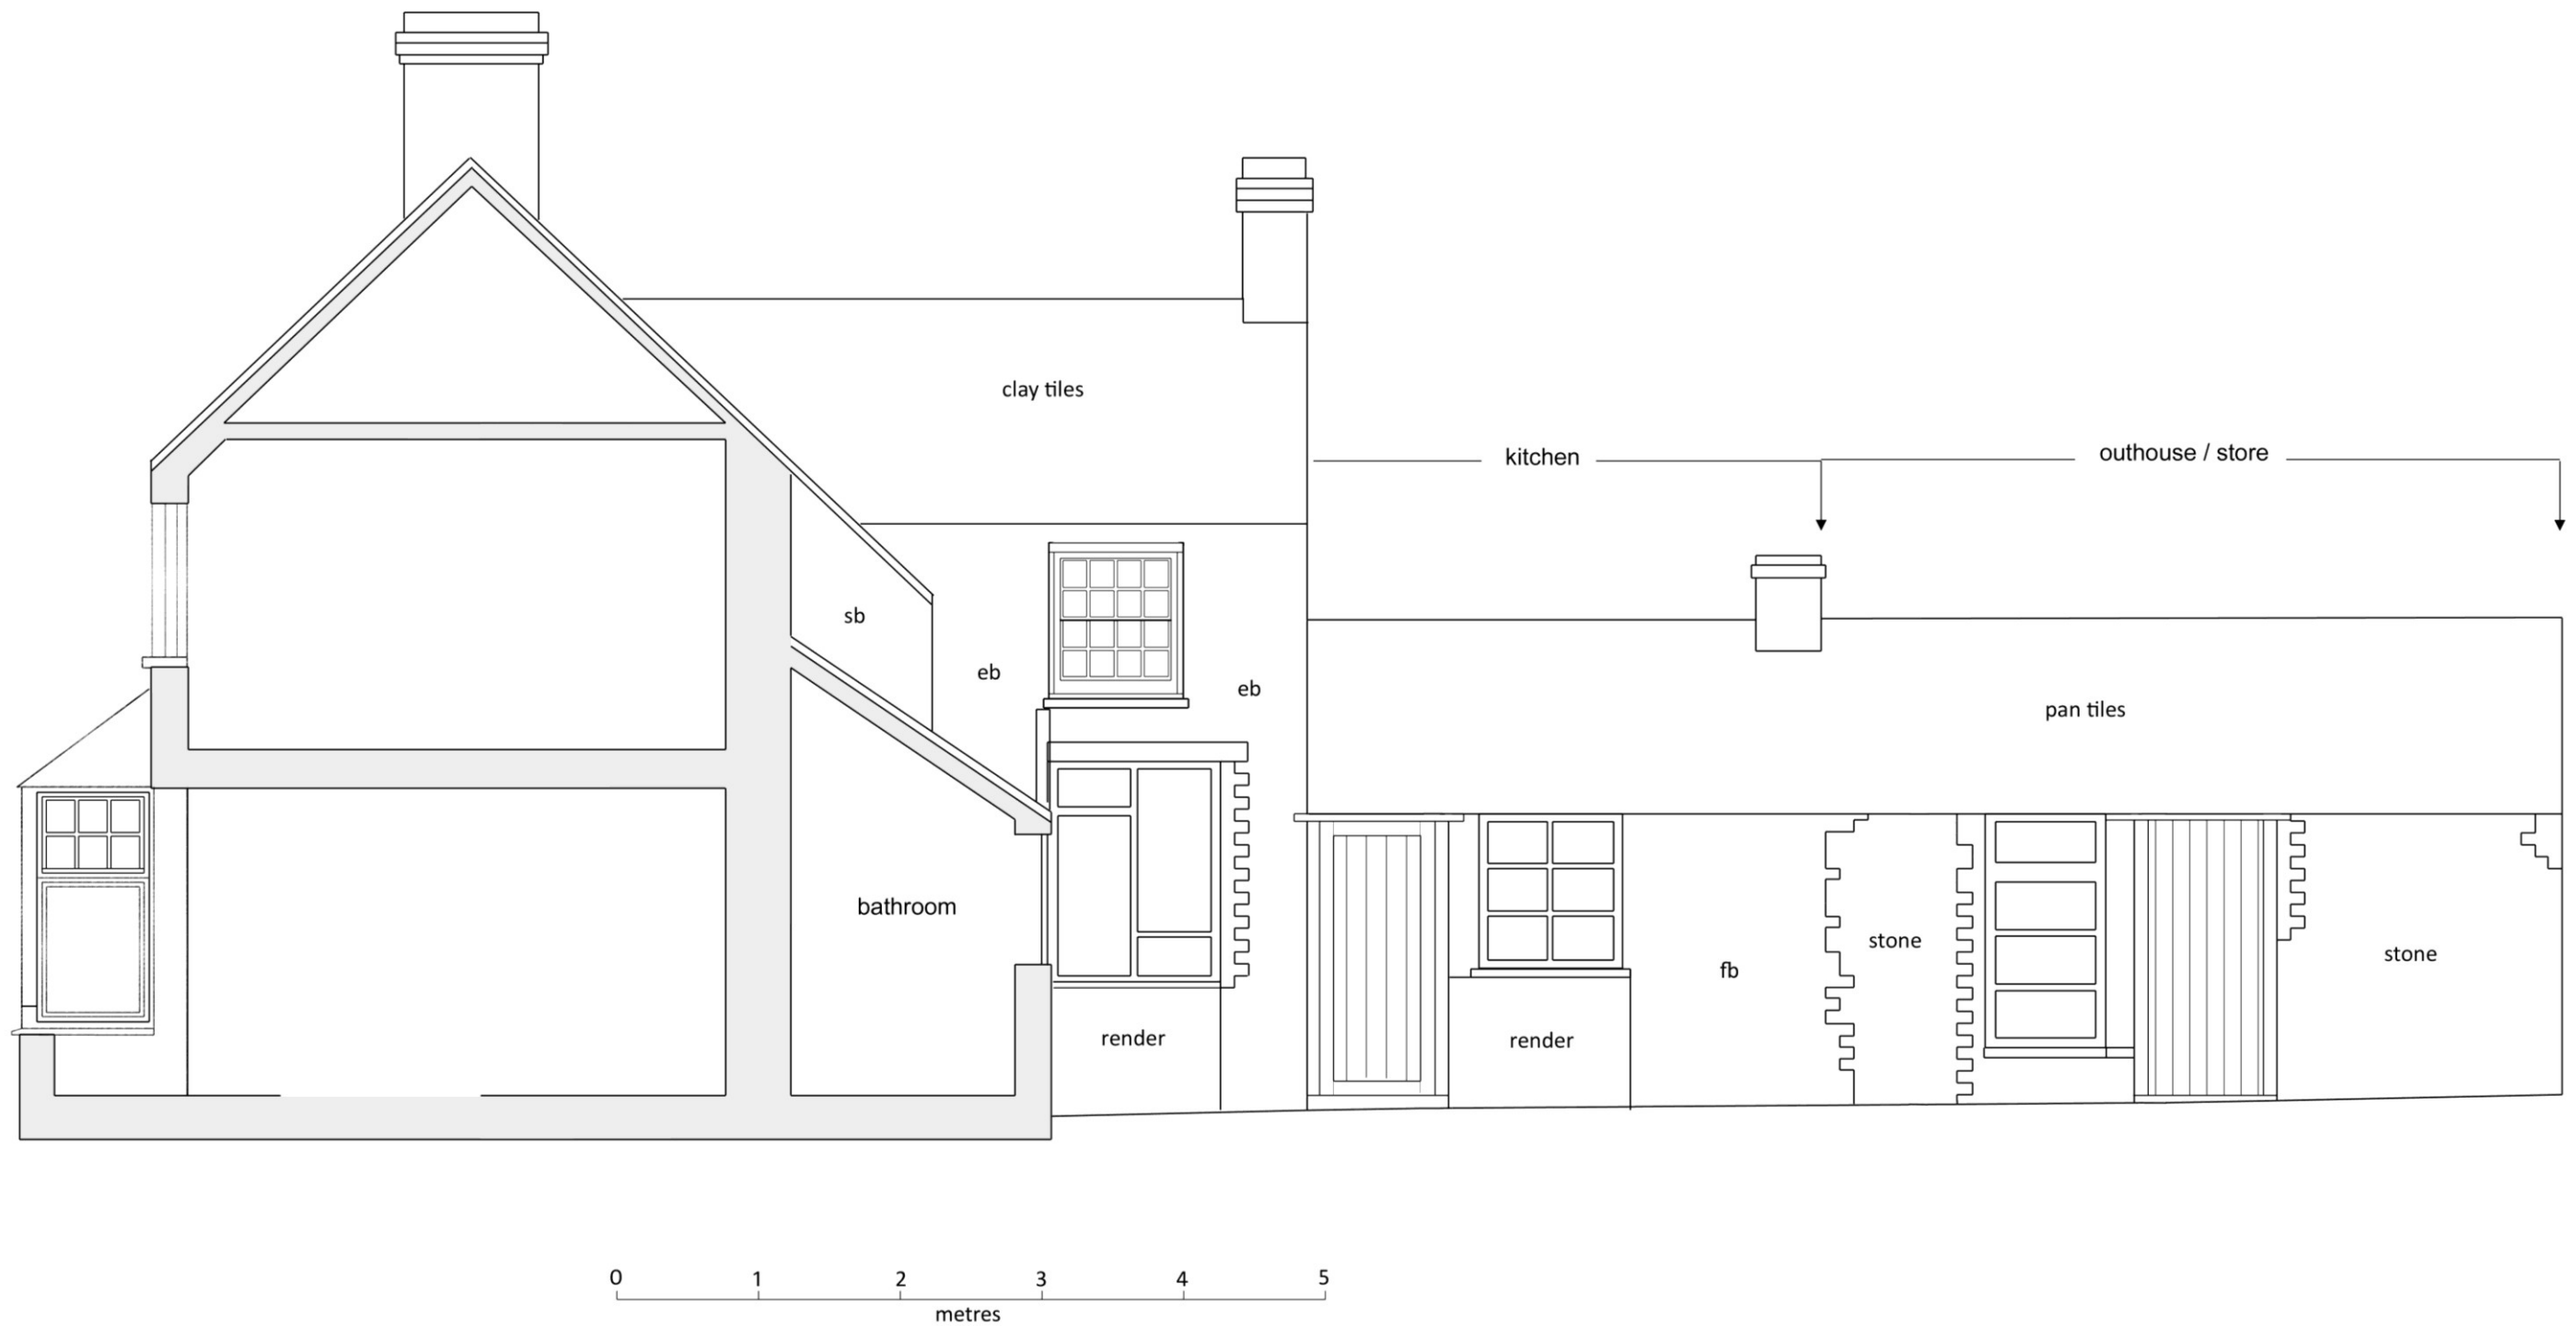 clay tiles
kitchen
outhouse / store
sb
eb
eb
pan tiles
bathroom
stone
stone
fb
render
render
0 1 2 3 4 5
metres